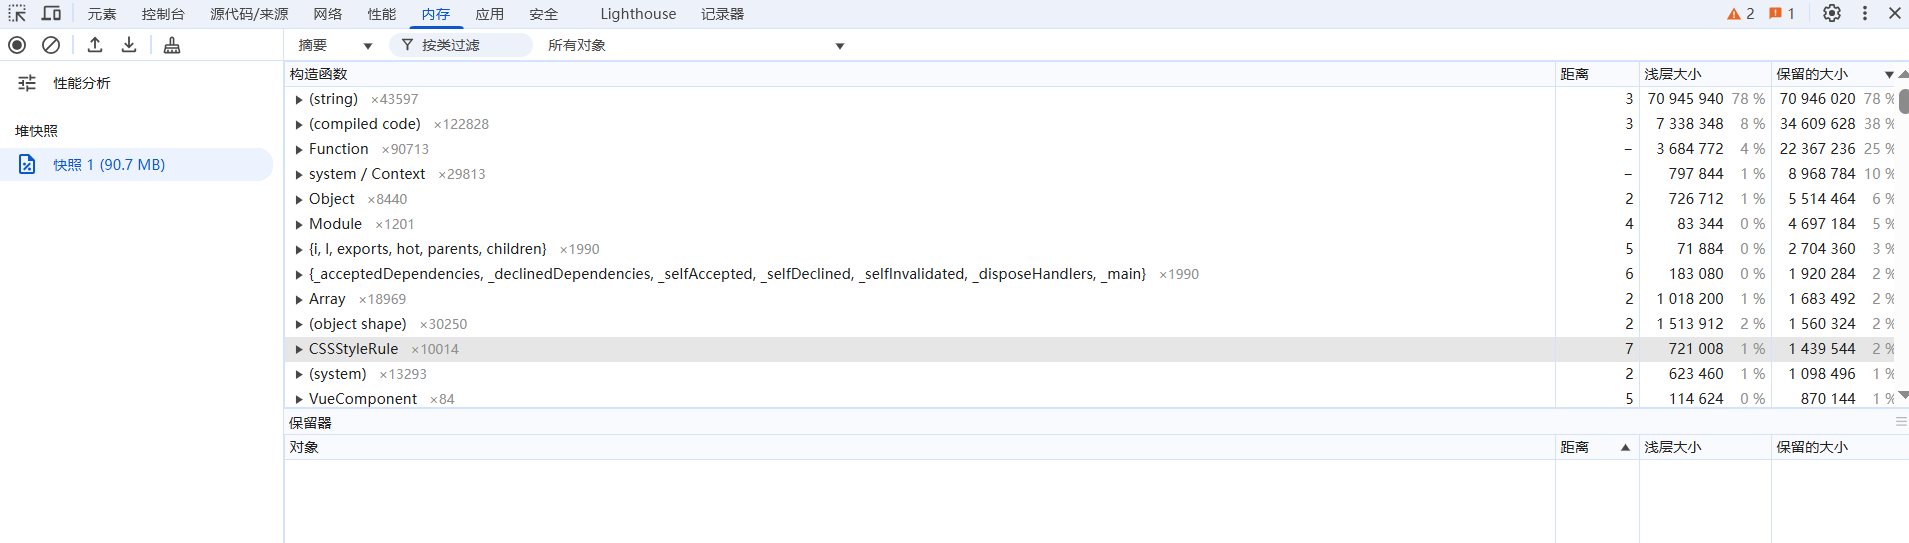 元素 控制台 源代码/来源 网络 性能 内存 应用 安全 Lighthouse 记录器 2 1
摘要 按类过滤 所有对象
性能分析
堆快照
快照 1 (90.7 MB)
构造函数 距离 浅层大小 保留的大小
(string) ×43597 3 70 945 940 78 % 70 946 020 78 %
(compiled code) ×122828 3 7 338 348 8 % 34 609 628 38 %
Function ×90713 – 3 684 772 4 % 22 367 236 25 %
system / Context ×29813 – 797 844 1 % 8 968 784 10 %
Object ×8440 2 726 712 1 % 5 514 464 6 %
Module ×1201 4 83 344 0 % 4 697 184 5 %
{i, l, exports, hot, parents, children} ×1990 5 71 884 0 % 2 704 360 3 %
{_acceptedDependencies, _declinedDependencies, _selfAccepted, _selfDeclined, _selfInvalidated, _disposeHandlers, _main} ×1990 6 183 080 0 % 1 920 284 2 %
Array ×18969 2 1 018 200 1 % 1 683 492 2 %
(object shape) ×30250 2 1 513 912 2 % 1 560 324 2 %
CSSStyleRule ×10014 7 721 008 1 % 1 439 544 2 %
(system) ×13293 2 623 460 1 % 1 098 496 1 %
VueComponent ×84 5 114 624 0 % 870 144 1 %
保留器
对象 距离 浅层大小 保留的大小